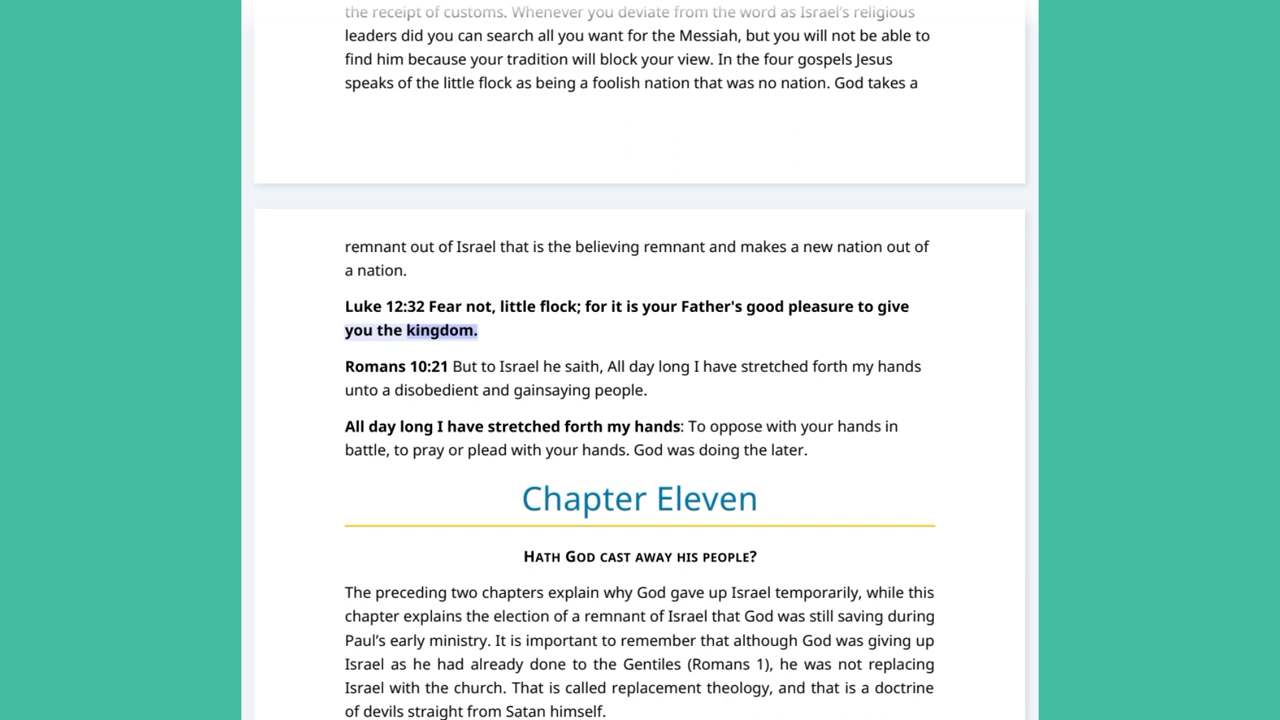 the receipt of customs. Whenever you deviate from the word as Israel's religious
leaders did you can search all you want for the Messiah, but you will not be able to
find him because your tradition will block your view. In the four gospels Jesus
speaks of the little flock as being a foolish nation that was no nation. God takes a
remnant out of Israel that is the believing remnant and makes a new nation out of
a nation.
Luke 12:32 Fear not, little flock; for it is your Father's good pleasure to give
you the kingdom.
Romans 10:21 But to Israel he saith, All day long I have stretched forth my hands
unto a disobedient and gainsaying people.
All day long I have stretched forth my hands: To oppose with your hands in
battle, to pray or plead with your hands. God was doing the later.
Chapter Eleven
HATH GOD CAST AWAY HIS PEOPLE?
The preceding two chapters explain why God gave up Israel temporarily, while this
chapter explains the election of a remnant of Israel that God was still saving during
Paul's early ministry. It is important to remember that although God was giving up
Israel as he had already done to the Gentiles (Romans 1), he was not replacing
Israel with the church. That is called replacement theology, and that is a doctrine
of devils straight from Satan himself.